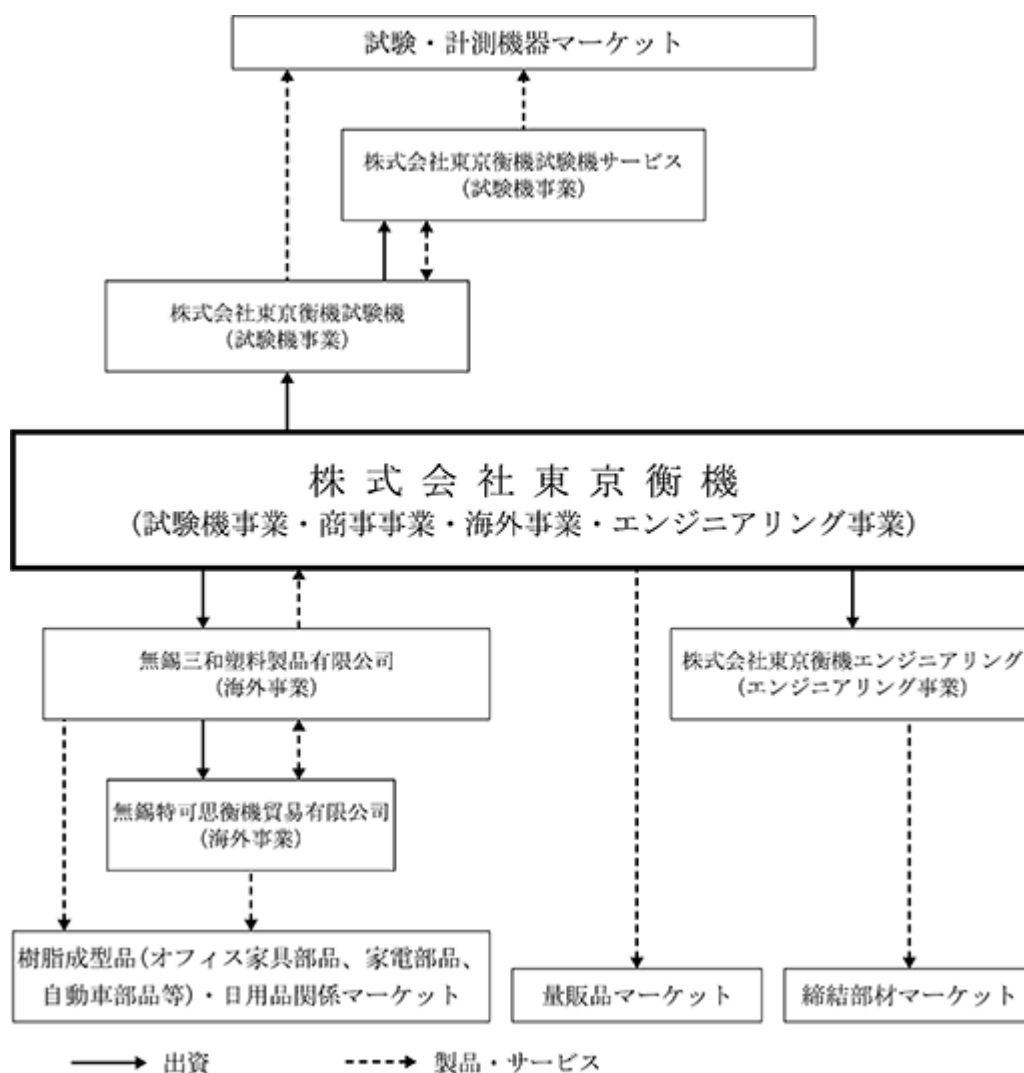 試験・計測機器マーケット
株式会社東京衡機試験機サービス
(試験機事業)
株式会社東京衡機試験機
(試験機事業)
株式会社東京衡機
(試験機事業・商事事業・海外事業・エンジニアリング事業)
無錫三和塑料製品有限公司
(海外事業)
株式会社東京衡機エンジニアリング
(エンジニアリング事業)
無錫特可思衡機貿易有限公司
(海外事業)
樹脂成型品(オフィス家具部品、家電部品、
自動車部品等)・日用品関係マーケット
量販品マーケット
締結部材マーケット
出資
製品・サービス